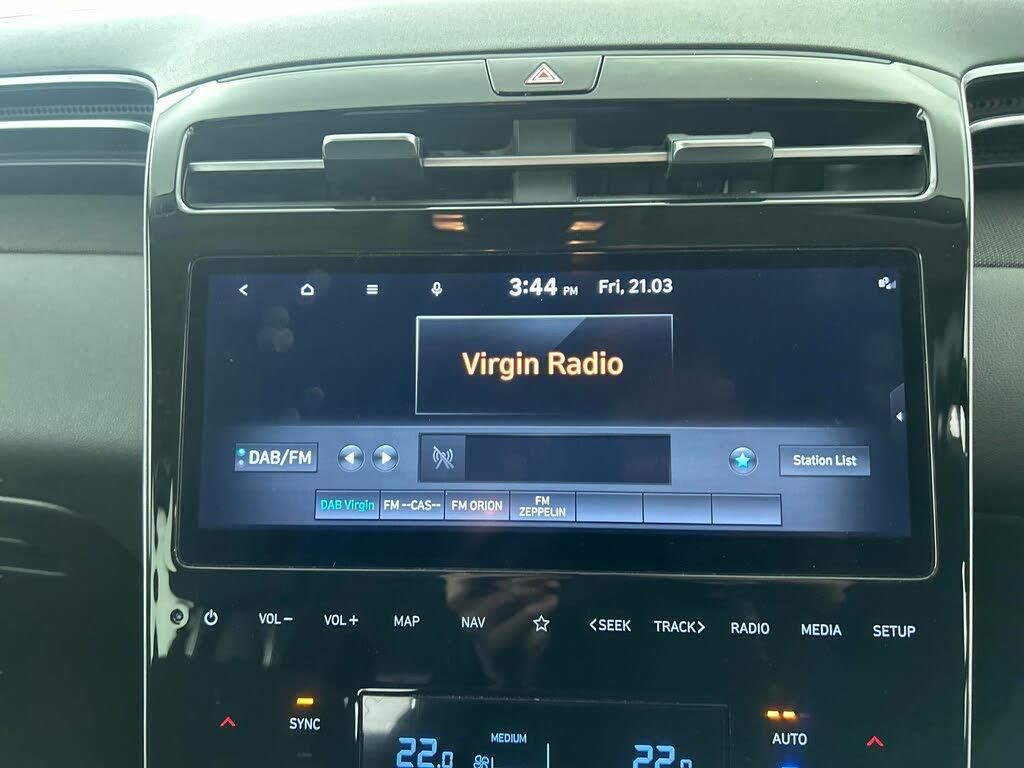 3:44 PM Fri, 21.03
Virgin Radio
DAB/FM
Station List
DAB Virgin FM --CAS-- FM ORION FM ZEPPELIN
VOL− VOL+ MAP NAV <SEEK TRACK> RADIO MEDIA SETUP
SYNC
AUTO
MEDIUM
22.0 22.0